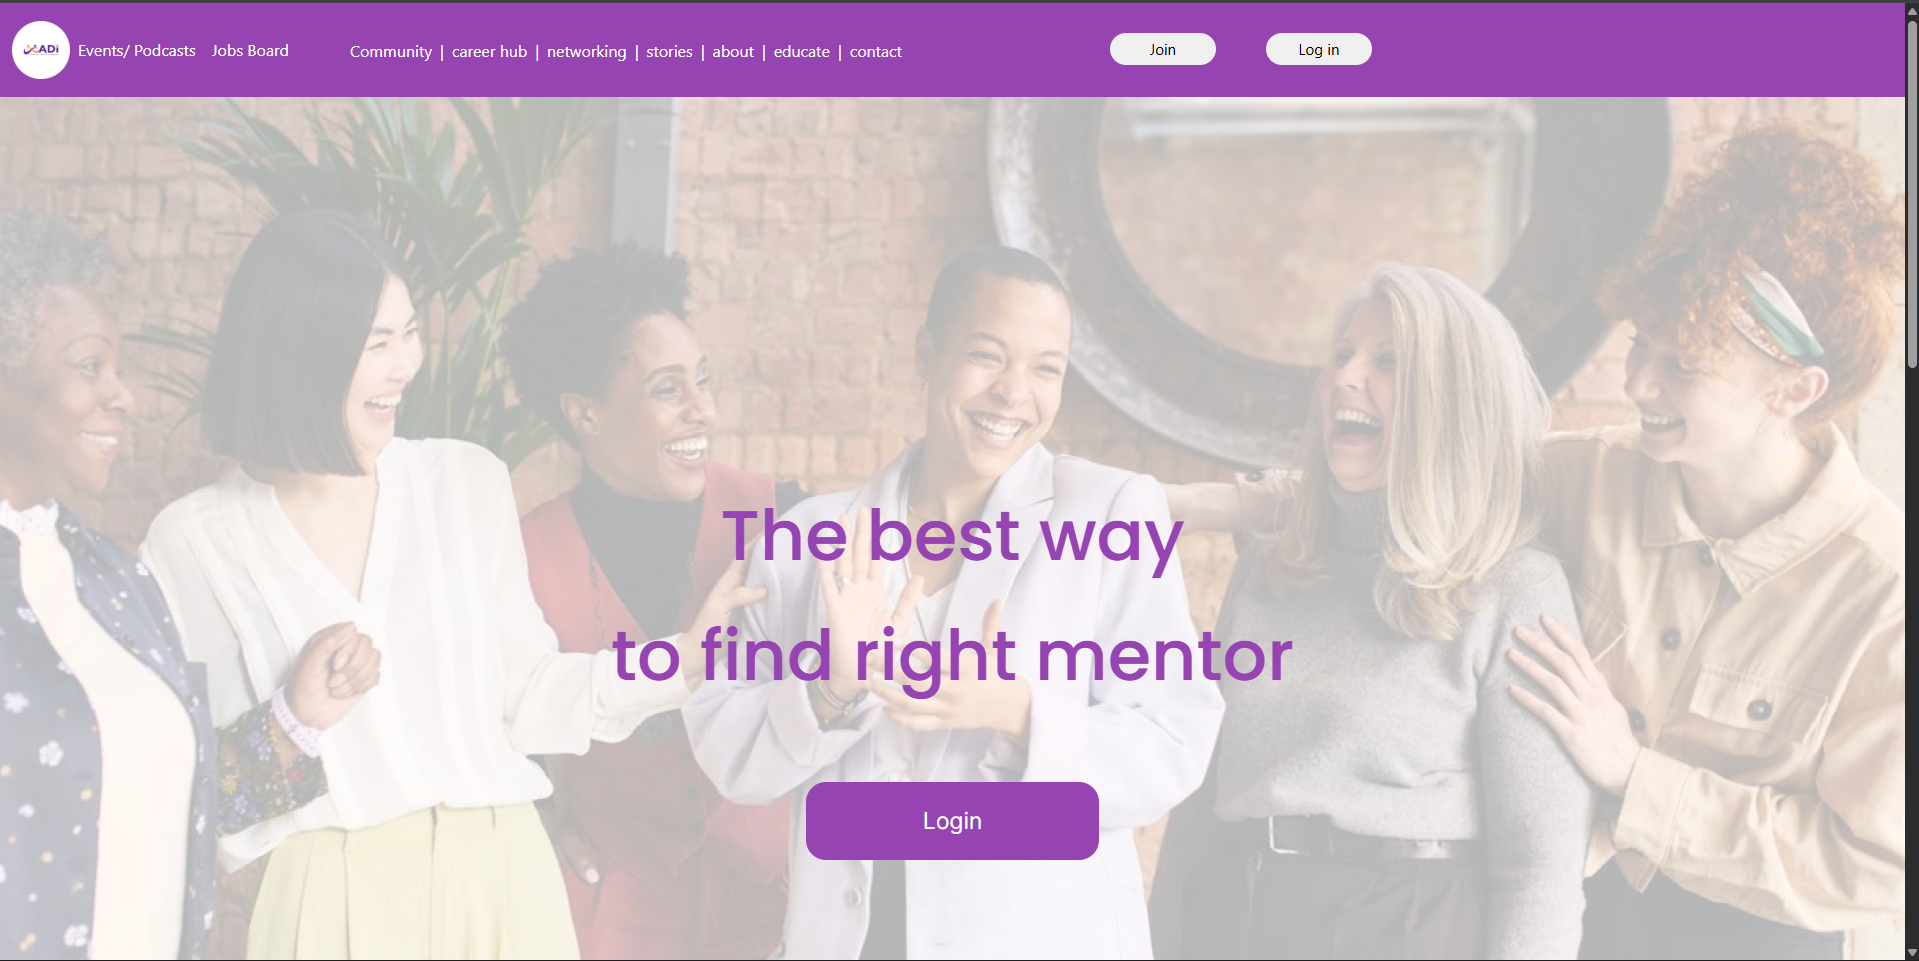 ADi
Events/ Podcasts Jobs Board Community | career hub | networking | stories | about | educate | contact Join Log in
The best way
to find right mentor
Login